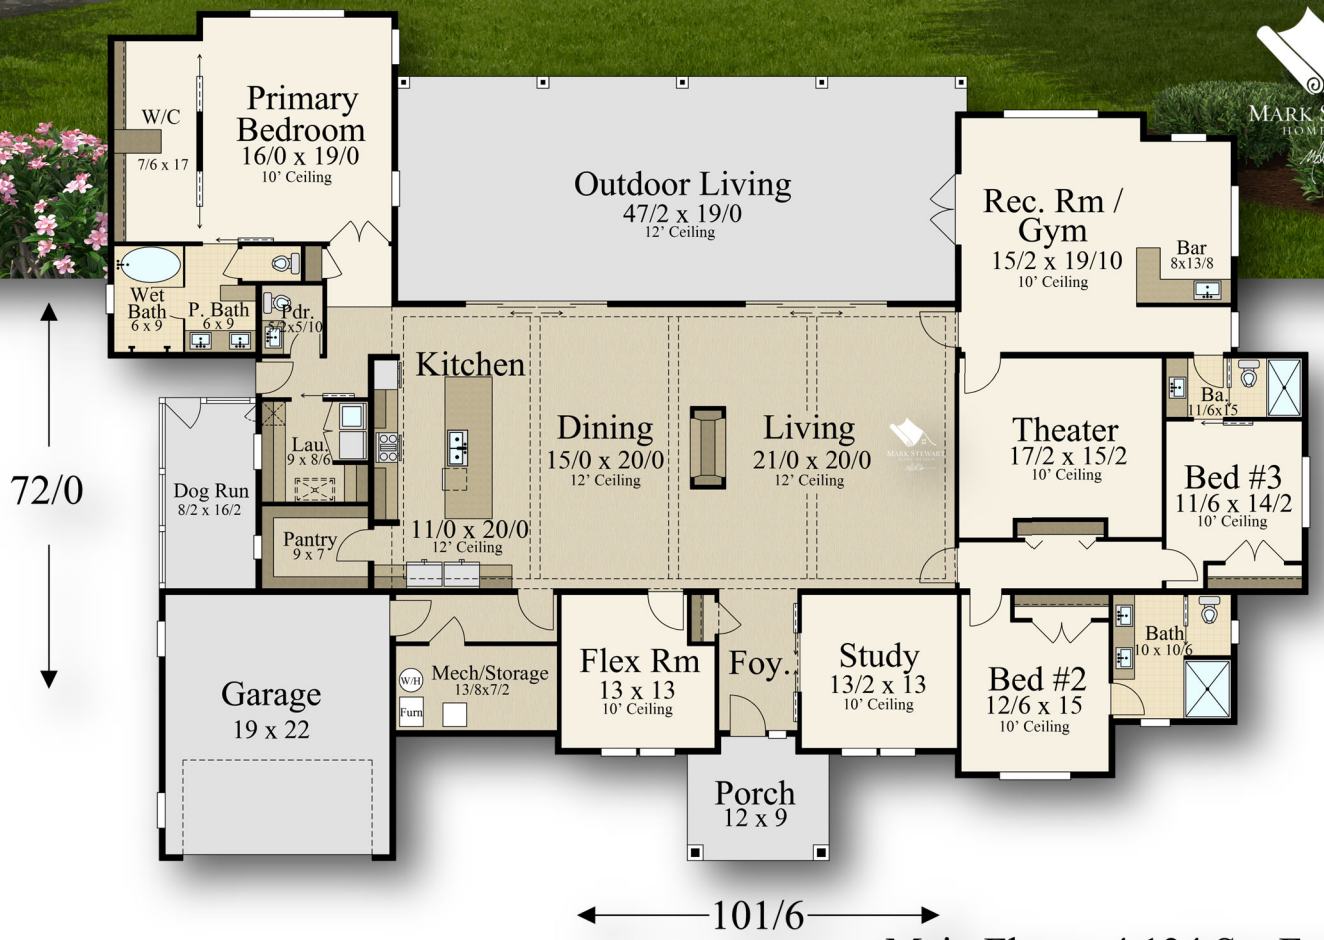 Primary
Bedroom
16/0 x 19/0
10' Ceiling
W/C
7/6 x 17
Outdoor Living
47/2 x 19/0
12' Ceiling
MARK
HOME
Rec. Rm /
Gym
15/2 x 19/10
10' Ceiling
Bar
8x13/8
Wet
Bath
6 x 9
P. Bath
6 x 9
Pdr.
5/2x5/10
Kitchen
11/0 x 20/0
12' Ceiling
Dining
15/0 x 20/0
12' Ceiling
Living
21/0 x 20/0
12' Ceiling
MARK STEWART
Theater
17/2 x 15/2
10' Ceiling
Ba.
11/6x15
Bed #3
11/6 x 14/2
10' Ceiling
72/0
Dog Run
8/2 x 16/2
Lau.
9 x 8/6
Pantry
9 x 7
Garage
19 x 22
W/H
Furn
Mech/Storage
13/8x7/2
Flex Rm
13 x 13
10' Ceiling
Foy.
Study
13/2 x 13
10' Ceiling
Bed #2
12/6 x 15
10' Ceiling
Bath
10 x 10/6
Porch
12 x 9
101/6